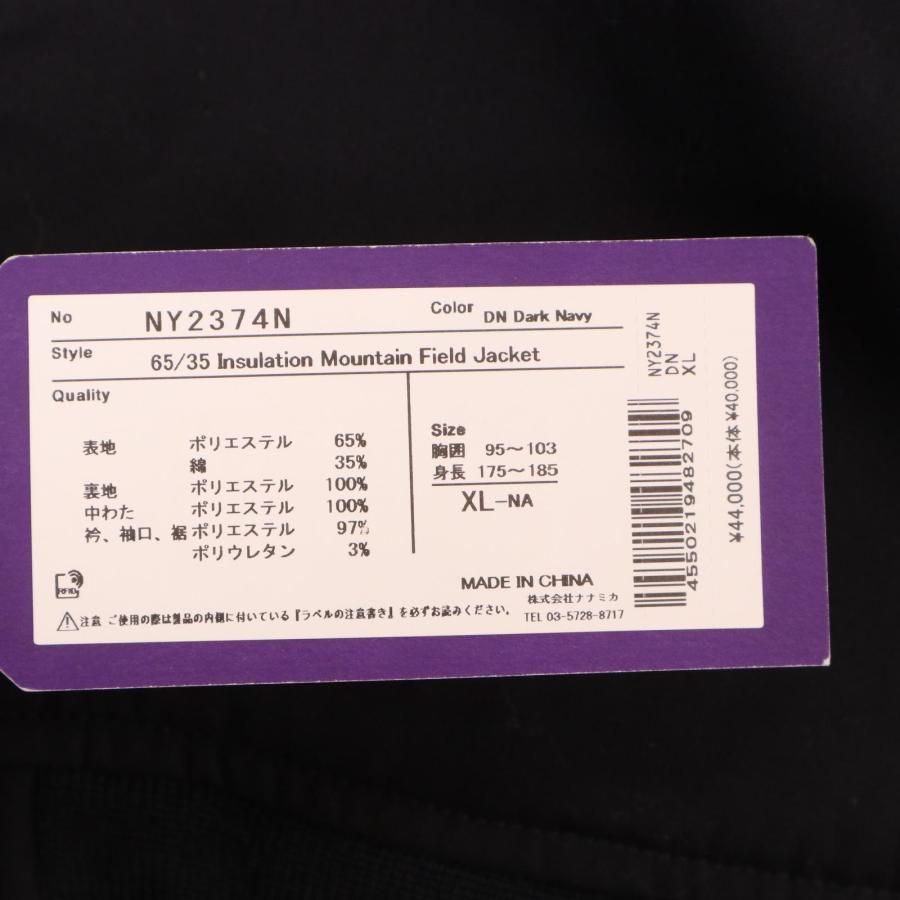 No NY2374N Color DN Dark Navy
Style 65/35 Insulation Mountain Field Jacket
Quality
表地 ポリエステル 65%
綿 35%
裏地 ポリエステル 100%
中わた ポリエステル 100%
衿、袖口、裾 ポリエステル 97%
ポリウレタン 3%
Size
胸囲 95～103
身長 175～185
XL-NA
MADE IN CHINA
株式会社ナナミカ
TEL 03-5728-8717
RFID
注意 ご使用の際は製品の内側に付いている『ラベルの注意書き』を必ずお読みください。
NY2374N
DN
XL
4550219482709
¥44,000(本体 ¥40,000)